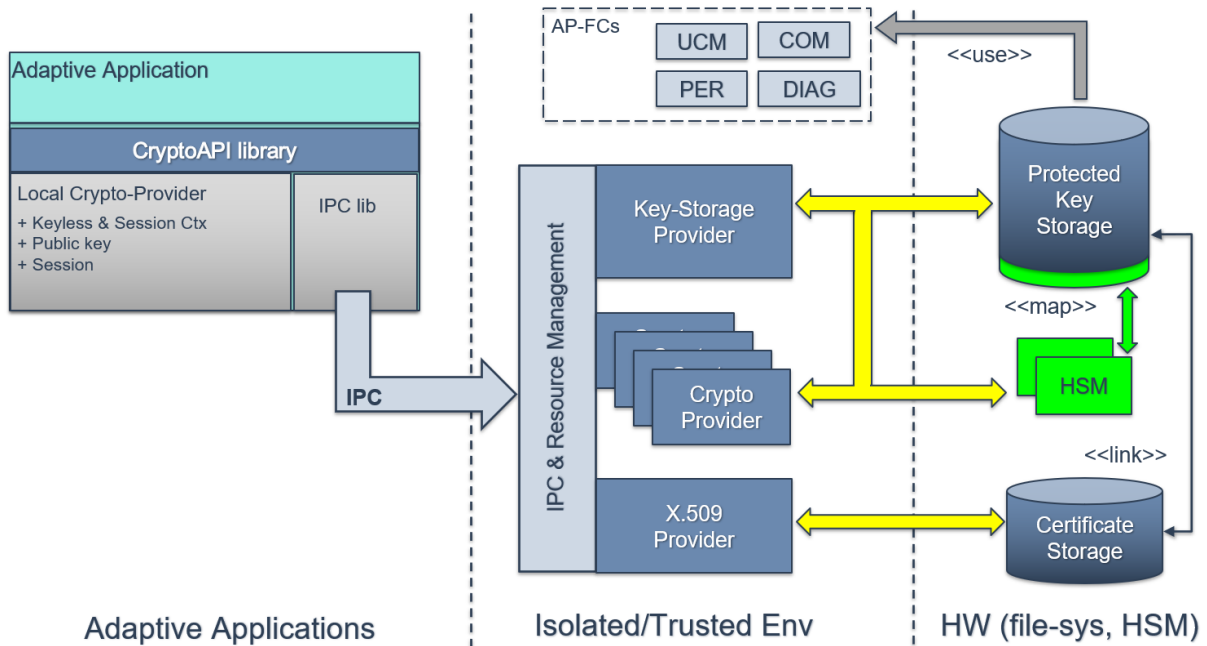 AP-FCs
UCM
COM
PER
DIAG
<<use>>
Adaptive Application
CryptoAPI library
Local Crypto-Provider
+ Keyless & Session Ctx
+ Public key
+ Session
IPC lib
IPC
IPC & Resource Management
Key-Storage
Provider
Crypto
Provider
X.509
Provider
Protected
Key
Storage
<<map>>
HSM
<<link>>
Certificate
Storage
Adaptive Applications
Isolated/Trusted Env
HW (file-sys, HSM)